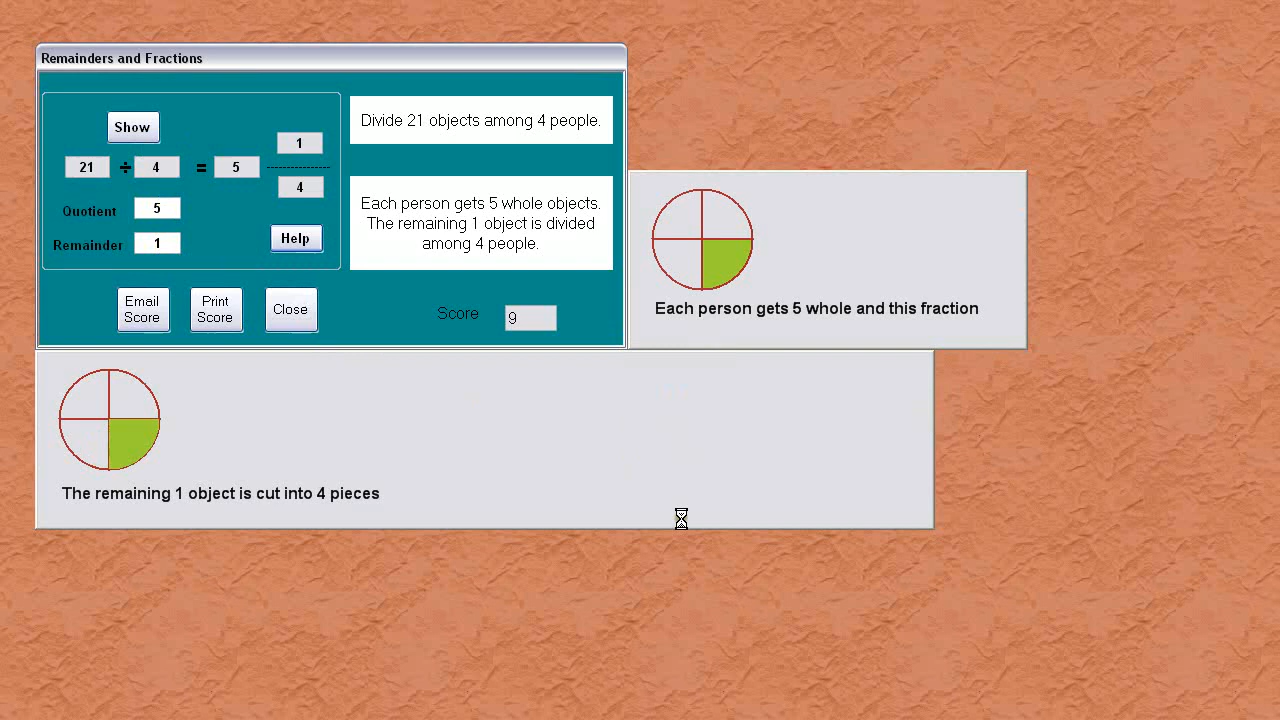 Remainders and Fractions
Show
21 ÷ 4 = 5
1
4
Quotient 5
Remainder 1
Help
Divide 21 objects among 4 people.
Each person gets 5 whole objects.
The remaining 1 object is divided
among 4 people.
Email
Score
Print
Score
Close
Score 9
Each person gets 5 whole and this fraction
The remaining 1 object is cut into 4 pieces